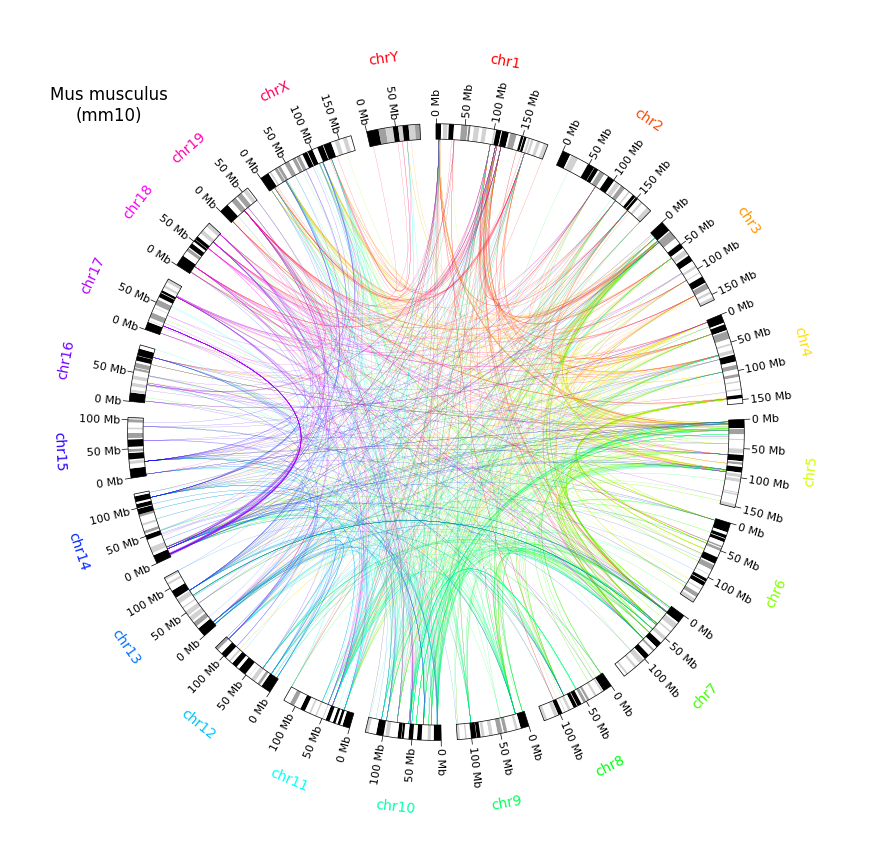 Mus musculus
(mm10)
chr1
0 Mb
50 Mb
100 Mb
150 Mb
chr2
0 Mb
50 Mb
100 Mb
150 Mb
chr3
0 Mb
50 Mb
100 Mb
150 Mb
chr4
0 Mb
50 Mb
100 Mb
150 Mb
chr5
0 Mb
50 Mb
100 Mb
150 Mb
chr6
0 Mb
50 Mb
100 Mb
chr7
0 Mb
50 Mb
100 Mb
chr8
0 Mb
50 Mb
100 Mb
chr9
0 Mb
50 Mb
100 Mb
chr10
0 Mb
50 Mb
100 Mb
chr11
0 Mb
50 Mb
100 Mb
chr12
0 Mb
50 Mb
100 Mb
chr13
0 Mb
50 Mb
100 Mb
chr14
0 Mb
50 Mb
100 Mb
chr15
0 Mb
50 Mb
100 Mb
chr16
0 Mb
50 Mb
chr17
0 Mb
50 Mb
chr18
0 Mb
50 Mb
chr19
0 Mb
50 Mb
chrX
0 Mb
50 Mb
100 Mb
150 Mb
chrY
0 Mb
50 Mb